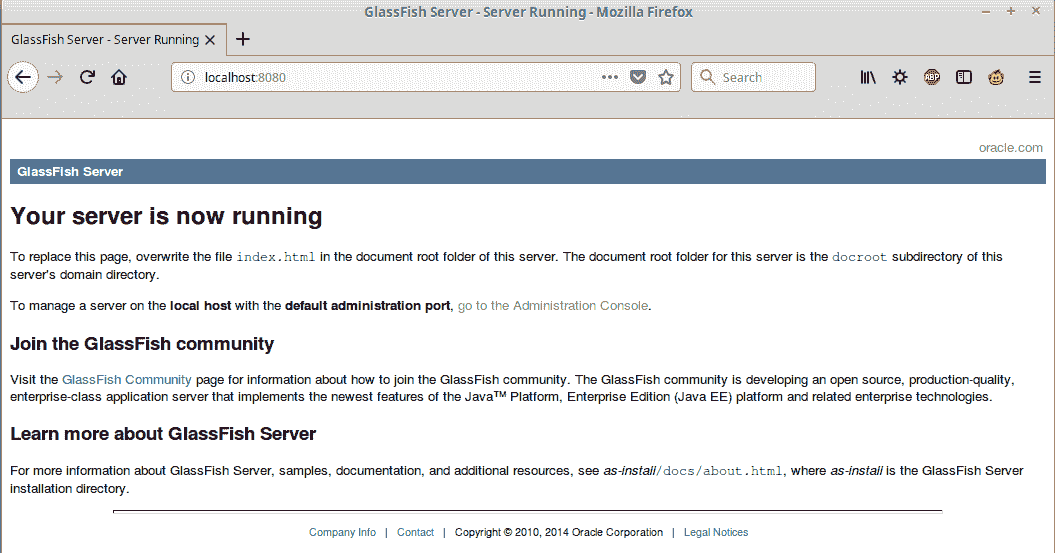 GlassFish Server - Server Running - Mozilla Firefox
GlassFish Server - Server Running
localhost:8080
Search
ABP
oracle.com
GlassFish Server
Your server is now running
To replace this page, overwrite the file index.html in the document root folder of this server. The document root folder for this server is the docroot subdirectory of this
server's domain directory.
To manage a server on the local host with the default administration port, go to the Administration Console.
Join the GlassFish community
Visit the GlassFish Community page for information about how to join the GlassFish community. The GlassFish community is developing an open source, production-quality,
enterprise-class application server that implements the newest features of the Java™ Platform, Enterprise Edition (Java EE) platform and related enterprise technologies.
Learn more about GlassFish Server
For more information about GlassFish Server, samples, documentation, and additional resources, see as-install/docs/about.html, where as-install is the GlassFish Server
installation directory.
Company Info | Contact | Copyright © 2010, 2014 Oracle Corporation | Legal Notices